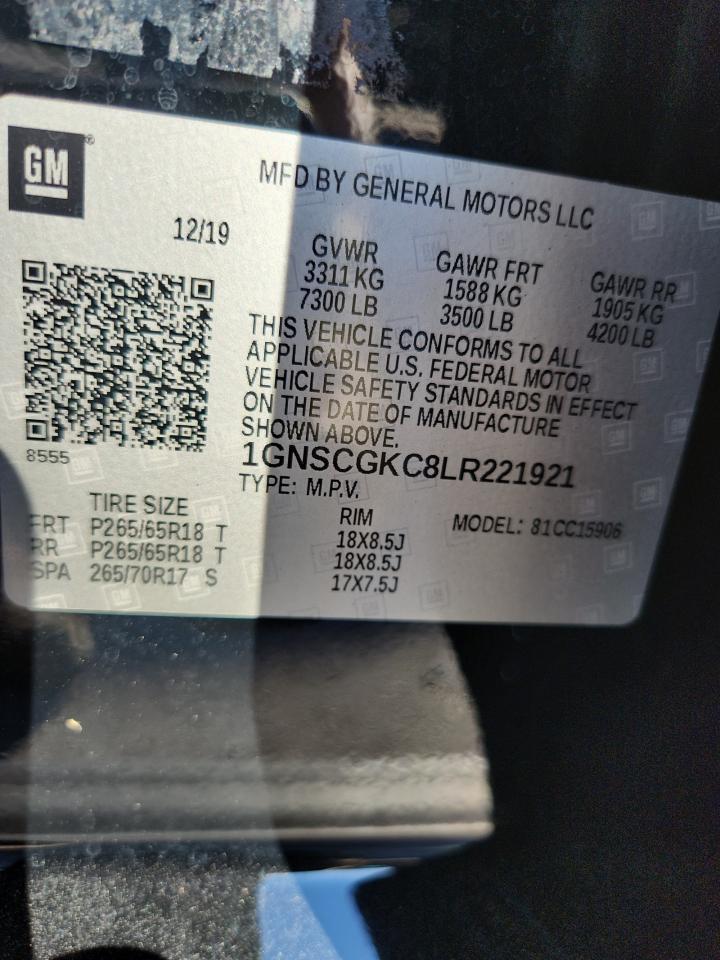 GM®
MFD BY GENERAL MOTORS LLC
12/19
GVWR GAWR FRT GAWR RR
3311 KG 1588 KG 1905 KG
7300 LB 3500 LB 4200 LB
THIS VEHICLE CONFORMS TO ALL
APPLICABLE U.S. FEDERAL MOTOR
VEHICLE SAFETY STANDARDS IN EFFECT
ON THE DATE OF MANUFACTURE
SHOWN ABOVE.
8555
1GNSCGKC8LR221921
TYPE: M.P.V.
MODEL: 81CC15906
TIRE SIZE RIM
FRT P265/65R18 T 18X8.5J
RR P265/65R18 T 18X8.5J
SPA 265/70R17 S 17X7.5J